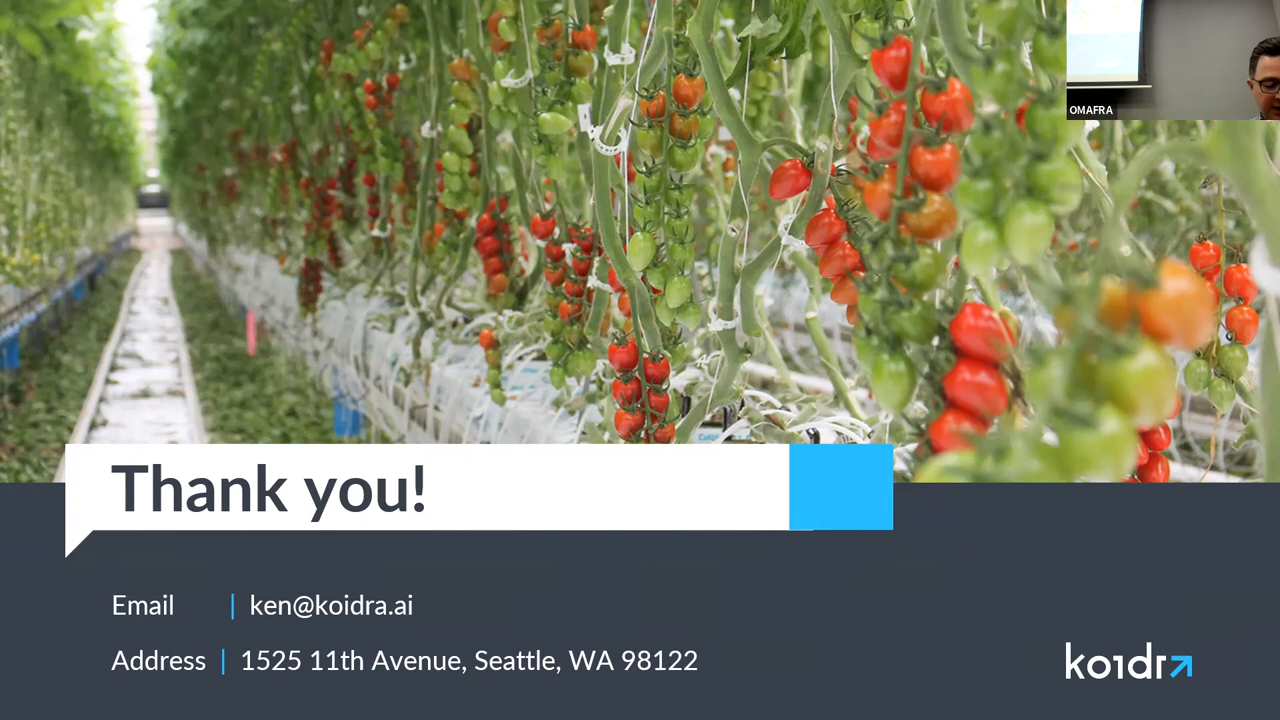 OMAFRA
Thank you!
Email | ken@koidra.ai
Address | 1525 11th Avenue, Seattle, WA 98122
koidra